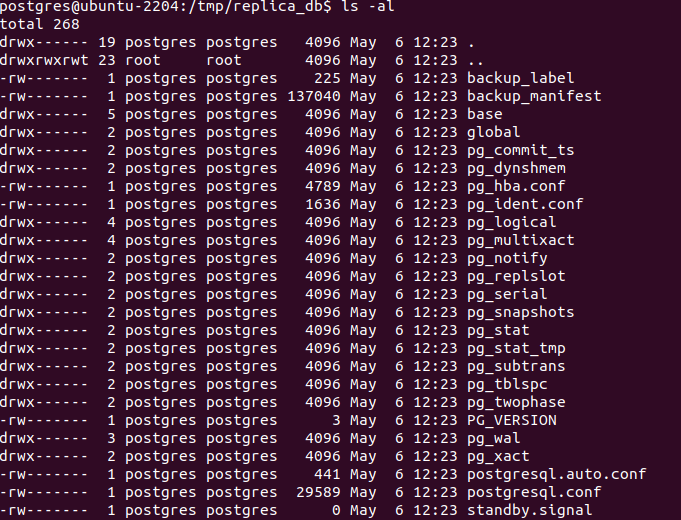 postgres@ubuntu-2204:/tmp/replica_db$ ls -al
total 268
drwx------ 19 postgres postgres   4096 May  6 12:23 .
drwxrwxrwt 23 root     root       4096 May  6 12:23 ..
-rw-------  1 postgres postgres    225 May  6 12:23 backup_label
-rw-------  1 postgres postgres 137040 May  6 12:23 backup_manifest
drwx------  5 postgres postgres   4096 May  6 12:23 base
drwx------  2 postgres postgres   4096 May  6 12:23 global
drwx------  2 postgres postgres   4096 May  6 12:23 pg_commit_ts
drwx------  2 postgres postgres   4096 May  6 12:23 pg_dynshmem
-rw-------  1 postgres postgres   4789 May  6 12:23 pg_hba.conf
-rw-------  1 postgres postgres   1636 May  6 12:23 pg_ident.conf
drwx------  4 postgres postgres   4096 May  6 12:23 pg_logical
drwx------  4 postgres postgres   4096 May  6 12:23 pg_multixact
drwx------  2 postgres postgres   4096 May  6 12:23 pg_notify
drwx------  2 postgres postgres   4096 May  6 12:23 pg_replslot
drwx------  2 postgres postgres   4096 May  6 12:23 pg_serial
drwx------  2 postgres postgres   4096 May  6 12:23 pg_snapshots
drwx------  2 postgres postgres   4096 May  6 12:23 pg_stat
drwx------  2 postgres postgres   4096 May  6 12:23 pg_stat_tmp
drwx------  2 postgres postgres   4096 May  6 12:23 pg_subtrans
drwx------  2 postgres postgres   4096 May  6 12:23 pg_tblspc
drwx------  2 postgres postgres   4096 May  6 12:23 pg_twophase
-rw-------  1 postgres postgres      3 May  6 12:23 PG_VERSION
drwx------  3 postgres postgres   4096 May  6 12:23 pg_wal
drwx------  2 postgres postgres   4096 May  6 12:23 pg_xact
-rw-------  1 postgres postgres    441 May  6 12:23 postgresql.auto.conf
-rw-------  1 postgres postgres  29589 May  6 12:23 postgresql.conf
-rw-------  1 postgres postgres      0 May  6 12:23 standby.signal